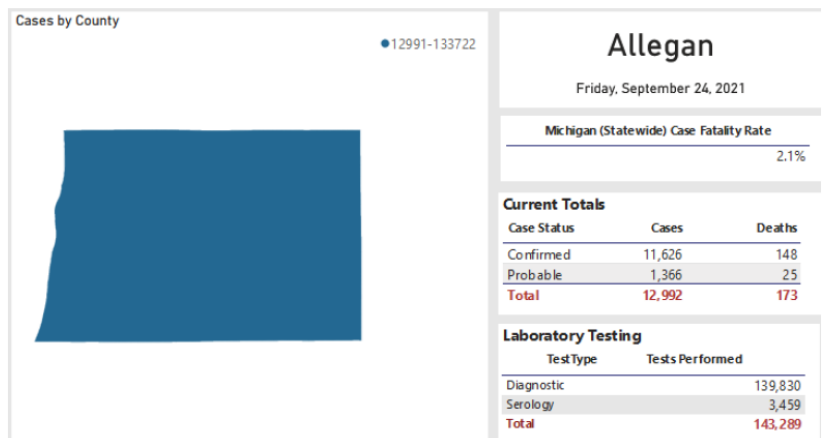 Cases by County
12991-133722
Allegan
Friday, September 24, 2021
Michigan (Statewide) Case Fatality Rate
2.1%
Current Totals
Case Status Cases Deaths
Confirmed 11,626 148
Probable 1,366 25
Total 12,992 173
Laboratory Testing
TestType Tests Performed
Diagnostic 139,830
Serology 3,459
Total 143,289